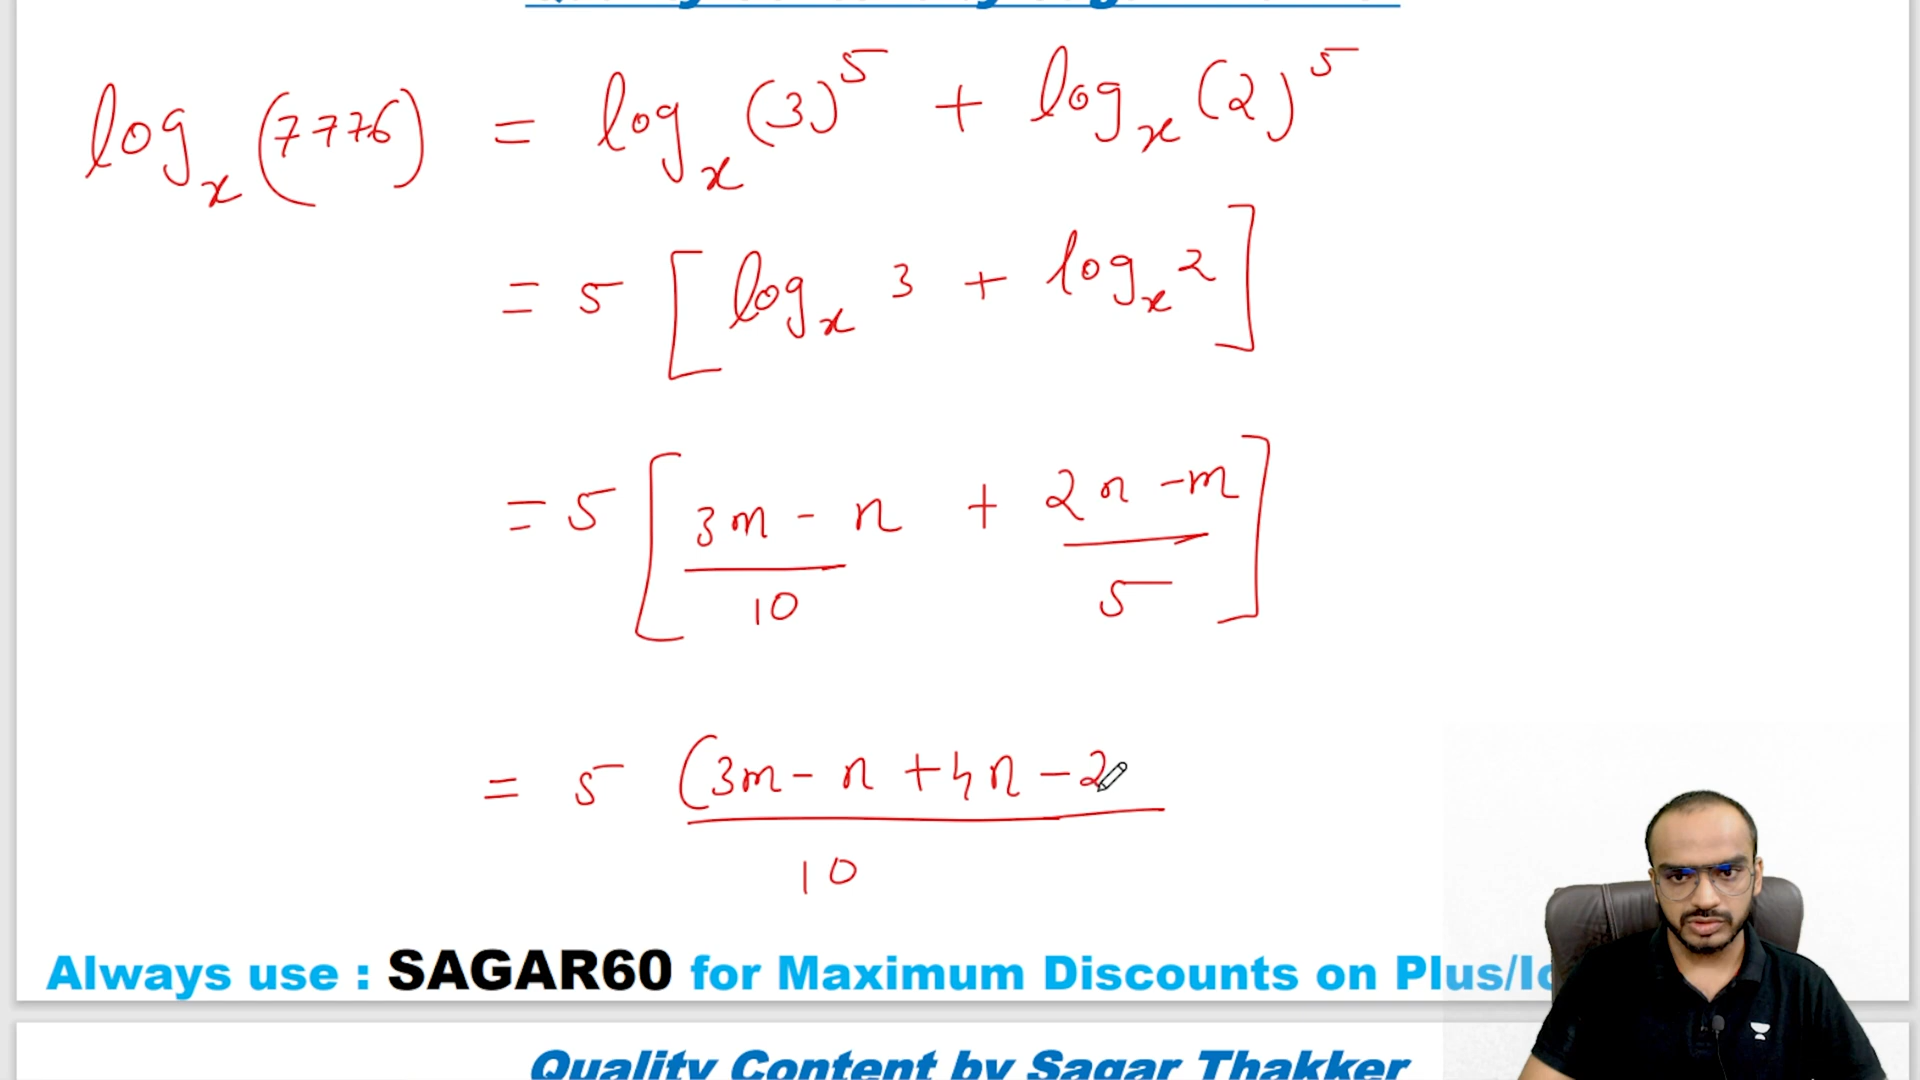 log_x (7776) = log_x (3)^5 + log_x (2)^5
= 5 [ log_x 3 + log_x 2 ]
= 5 [ (3m - n)/10 + (2n - m)/5 ]
= 5 (3m - n + 4n - 2
10
Always use : SAGAR60 for Maximum Discounts on Plus/Ic
Quality Content by Sagar Thakker